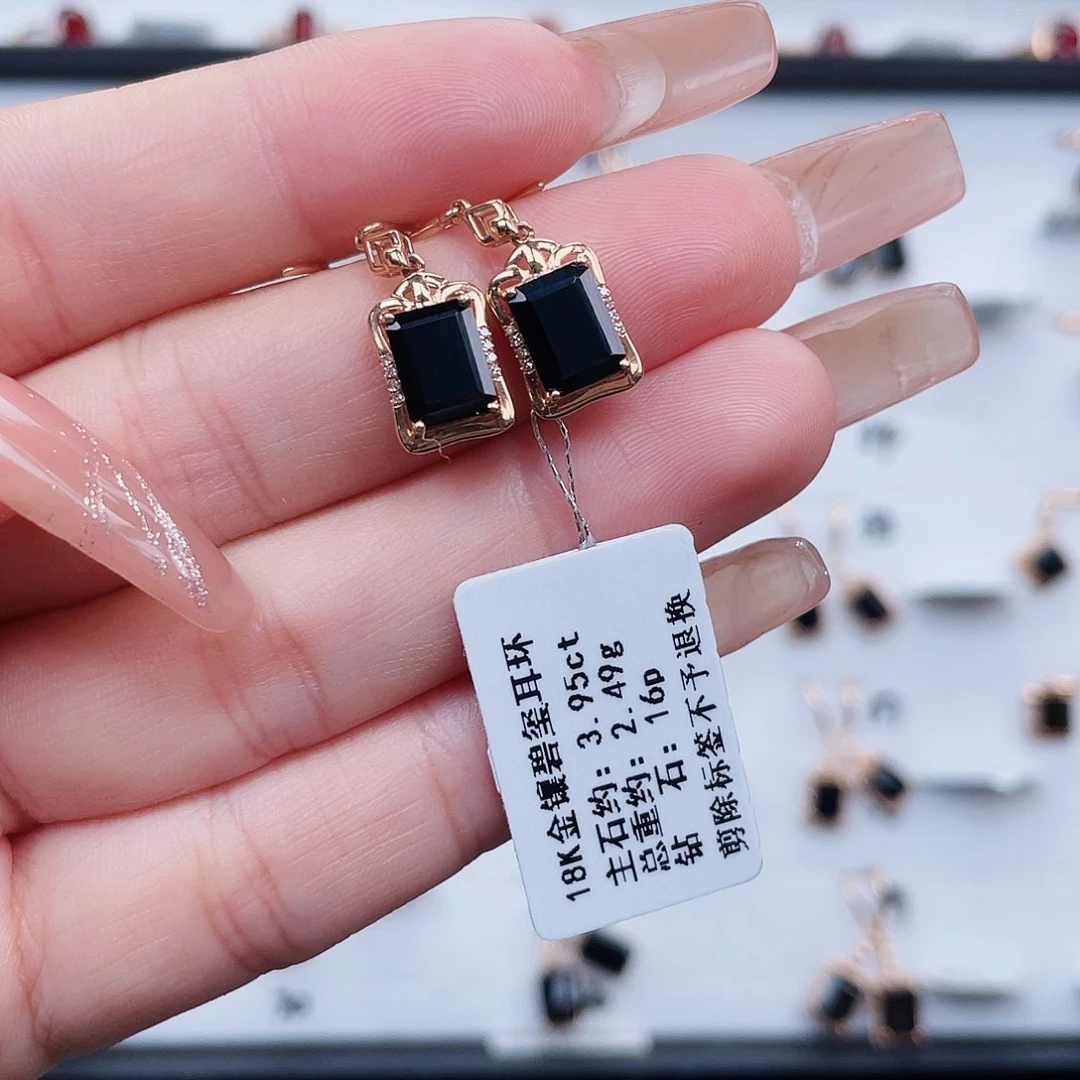 18K金镶碧玺耳环
主石约: 3.95ct
总重约: 2.49g
钻 石: 16p
剪除标签不予退换